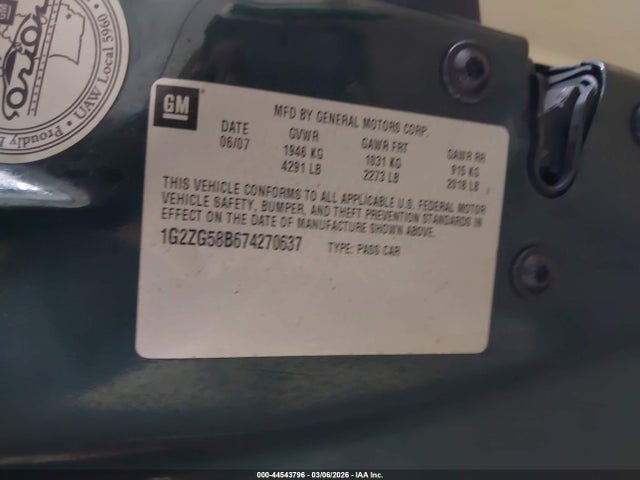 GM
Orion
Proudly
UAW Local 5960
GM
MFD BY GENERAL MOTORS CORP.
DATE GVWR GAWR FRT GAWR RR
06/07 1946 KG 1031 KG 915 KG
4291 LB 2273 LB 2018 LB
THIS VEHICLE CONFORMS TO ALL APPLICABLE U.S. FEDERAL MOTOR
VEHICLE SAFETY, BUMPER, AND THEFT PREVENTION STANDARDS IN
EFFECT ON THE DATE OF MANUFACTURE SHOWN ABOVE.
1G2ZG58B674270637 TYPE: PASS CAR
000-44543796 - 03/06/2026 - IAA Inc.